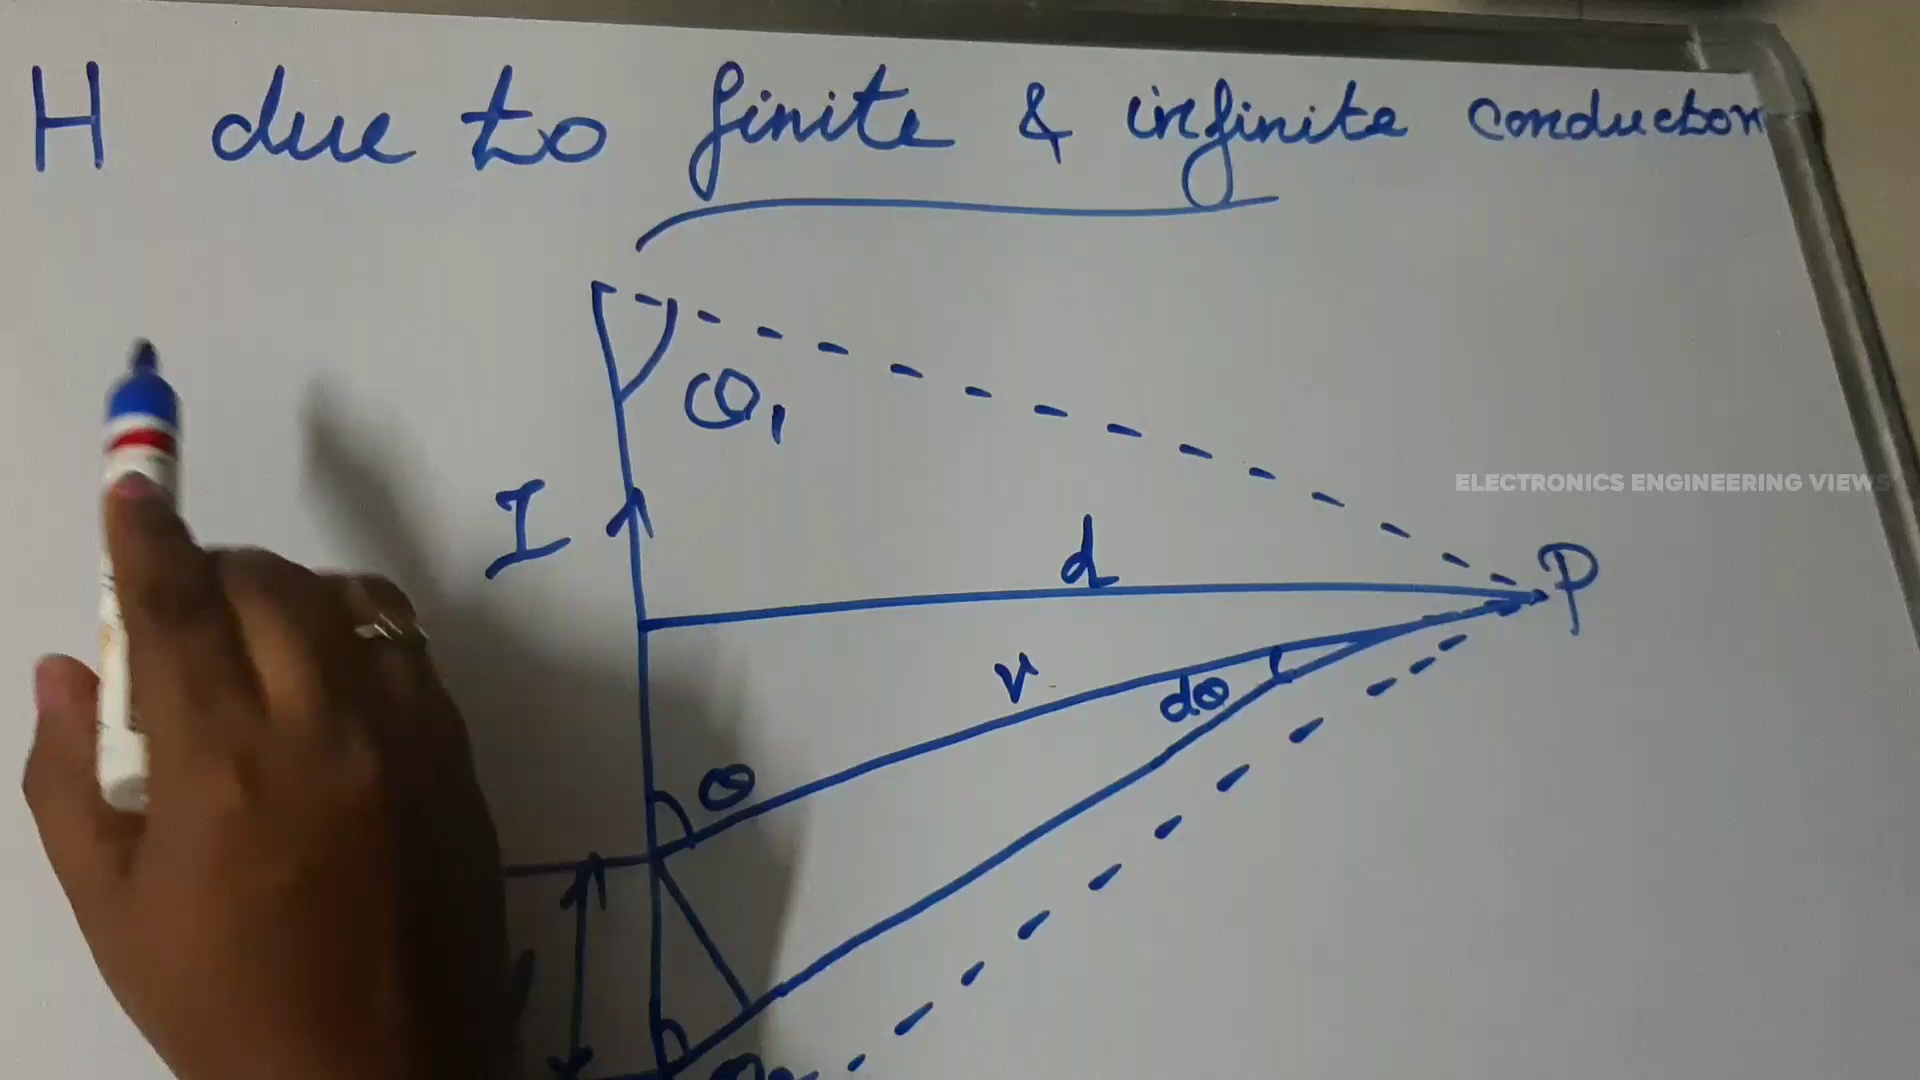 H due to finite & infinite conductor
θ₁
I
ELECTRONICS ENGINEERING VIEWS
d
P
r
dθ
θ